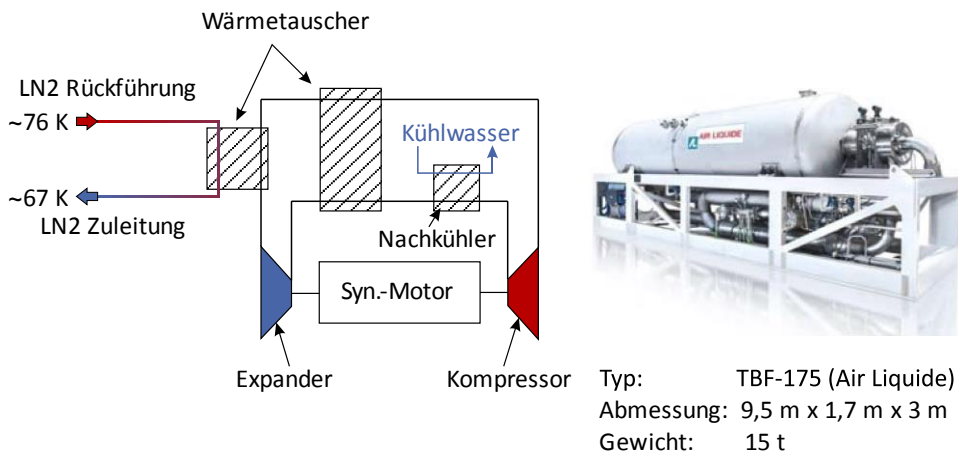 Wärmetauscher
LN2 Rückführung
~76 K
Kühlwasser
~67 K
LN2 Zuleitung
Nachkühler
Syn.-Motor
Expander
Kompressor
AIR LIQUIDE
Typ: TBF-175 (Air Liquide)
Abmessung: 9,5 m x 1,7 m x 3 m
Gewicht: 15 t